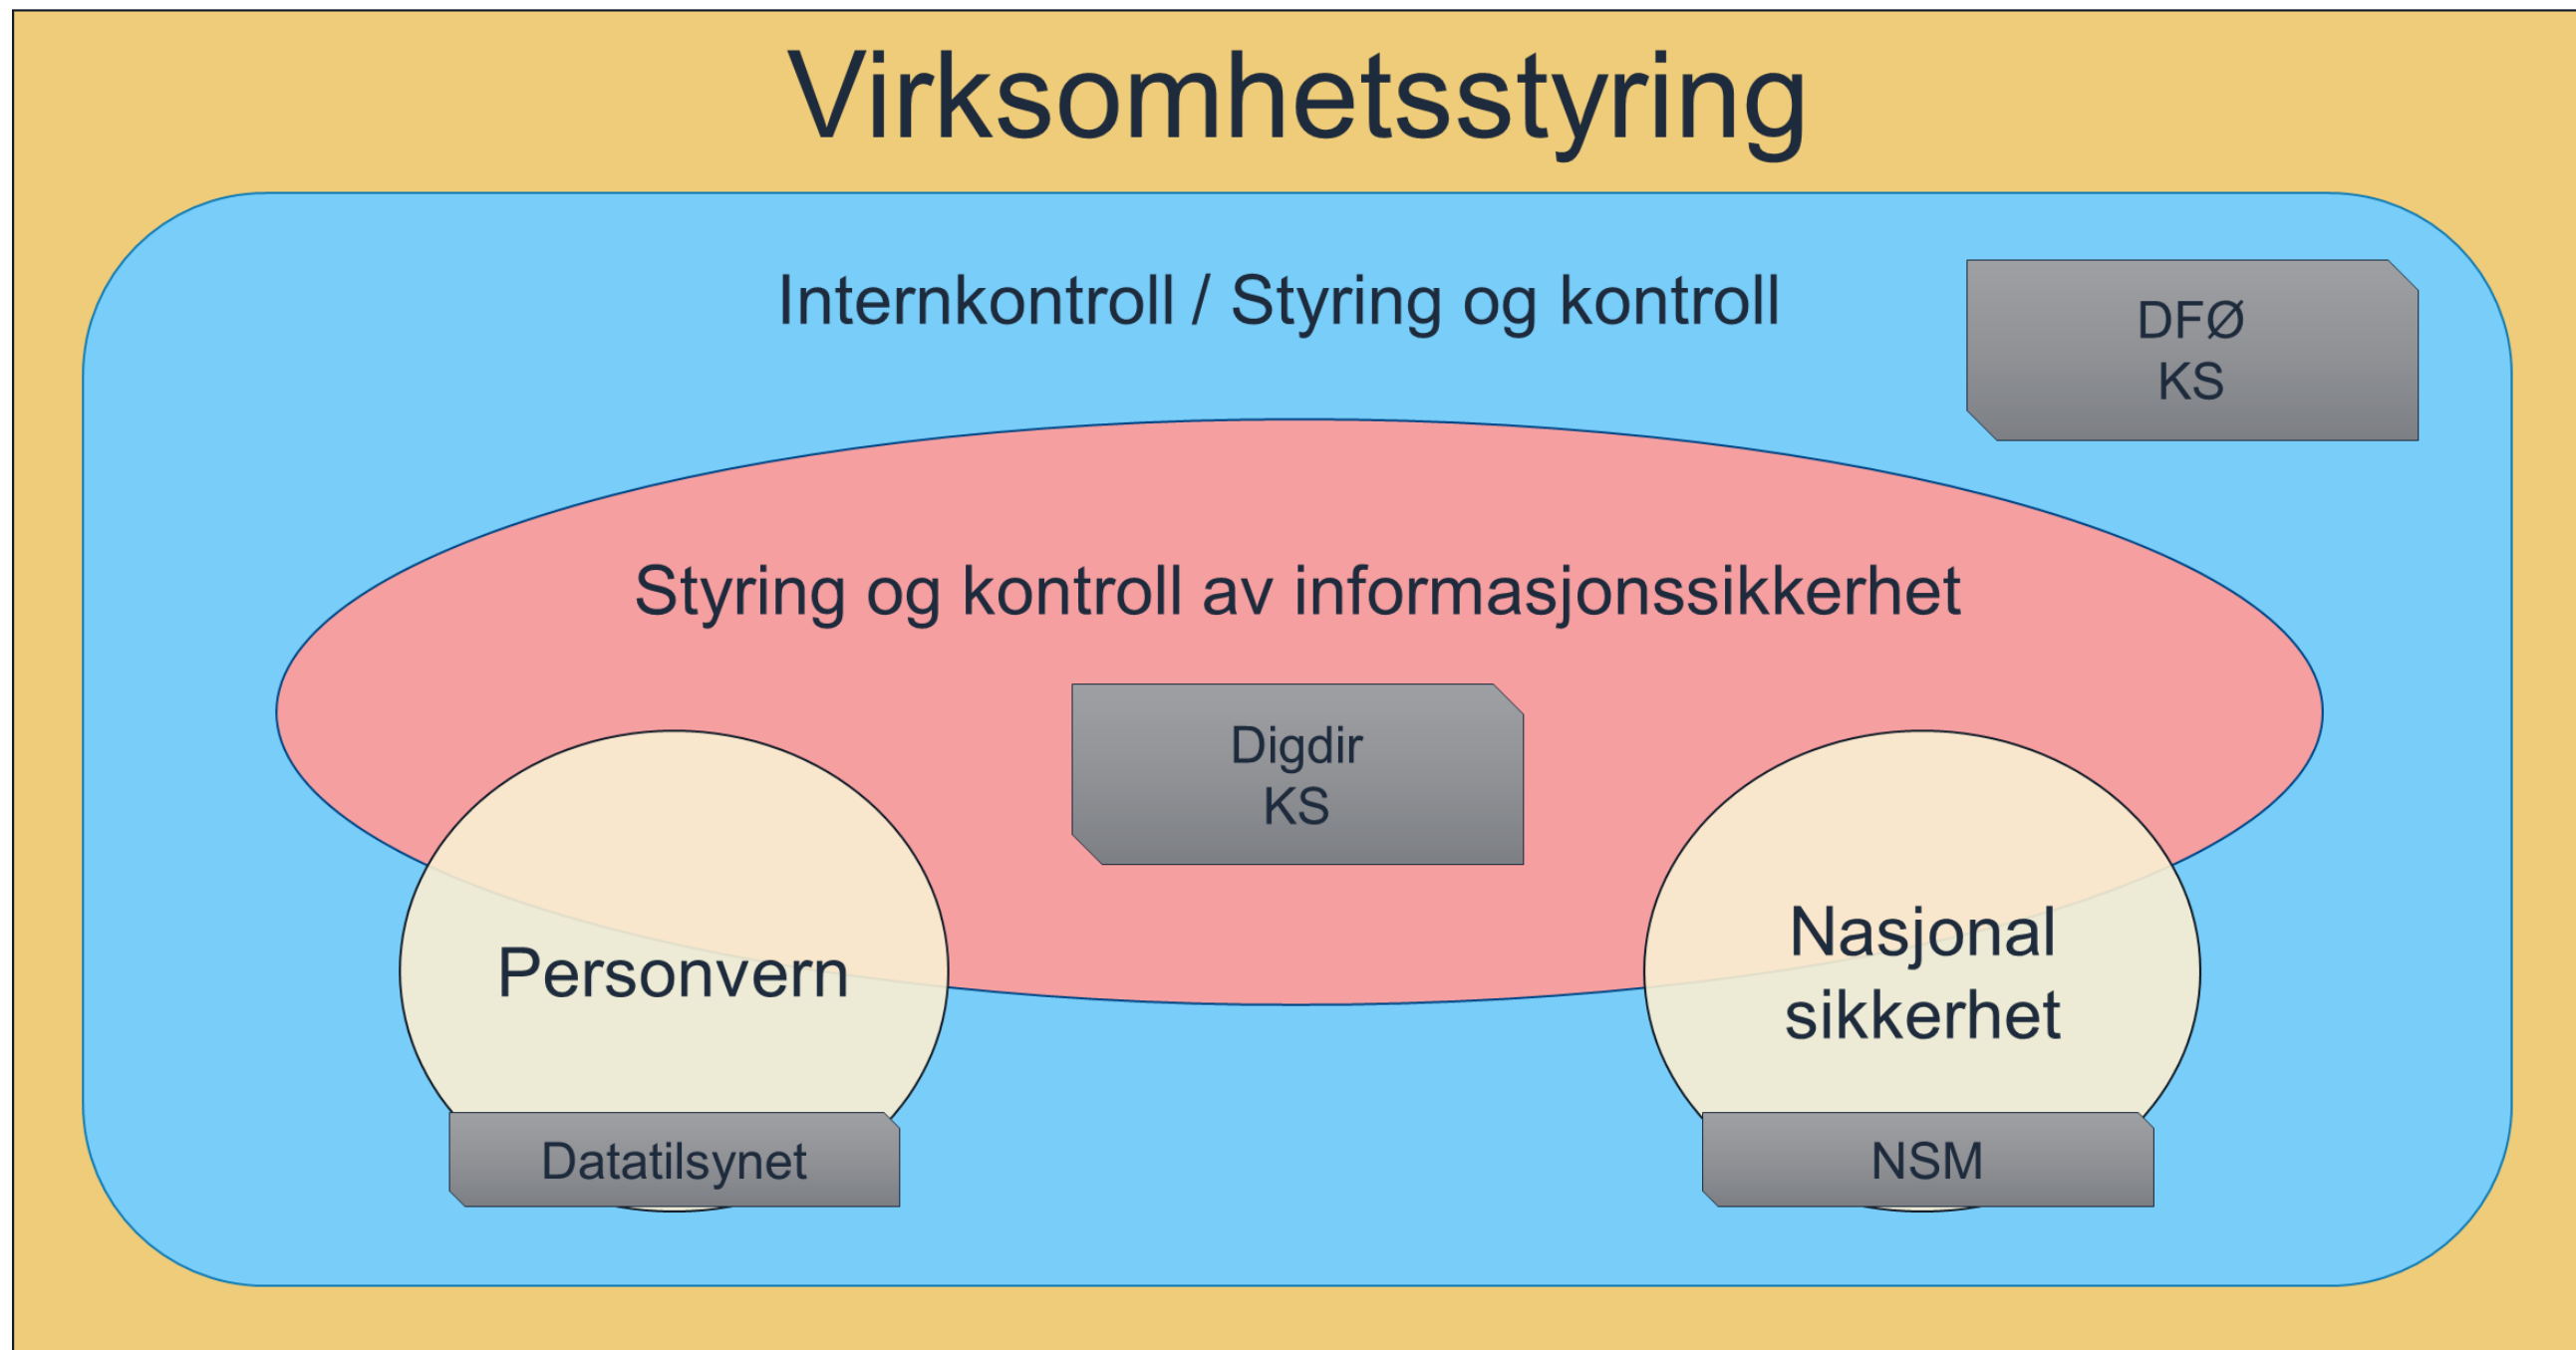 Virksomhetsstyring
Internkontroll / Styring og kontroll
DFØ
KS
Styring og kontroll av informasjonssikkerhet
Digdir
KS
Personvern
Nasjonal
sikkerhet
Datatilsynet
NSM